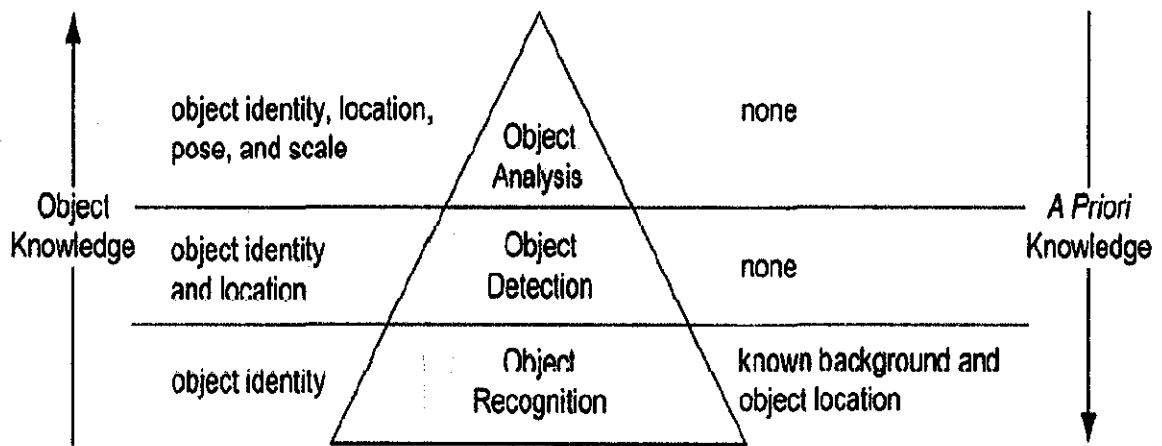 object identity, location,
pose, and scale
Object
Analysis
none
Object
Knowledge
A Priori
Knowledge
object identity
and location
Object
Detection
none
object identity
Object
Recognition
known background and
object location